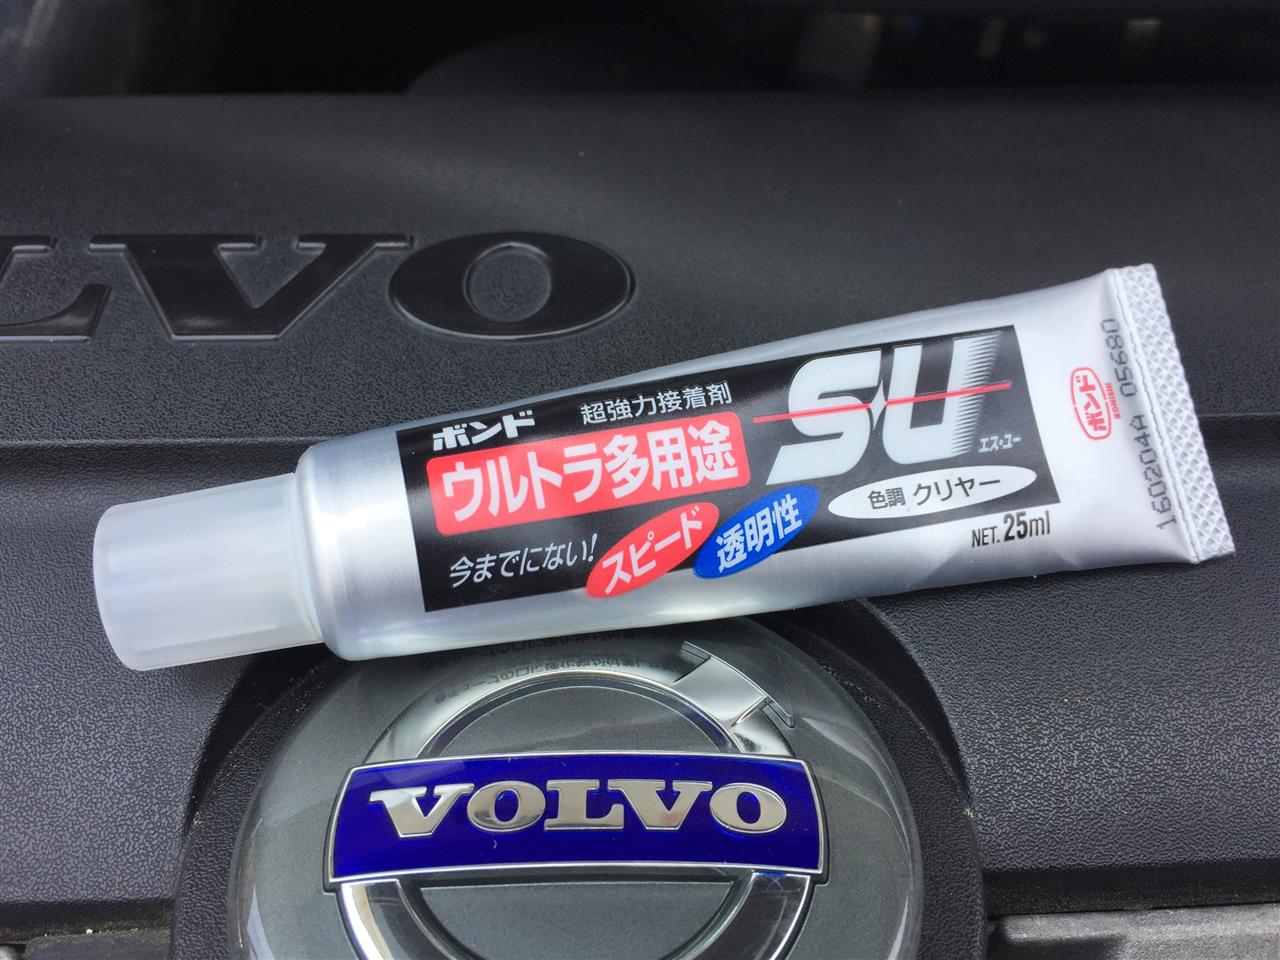 LVO
ボンド 超強力接着剤
ウルトラ多用途
SU
エス・ユー
今までにない!
スピード
透明性
色調 クリヤー
NET. 25ml
ボンド
KONISHI
160204A 05680
VOLVO